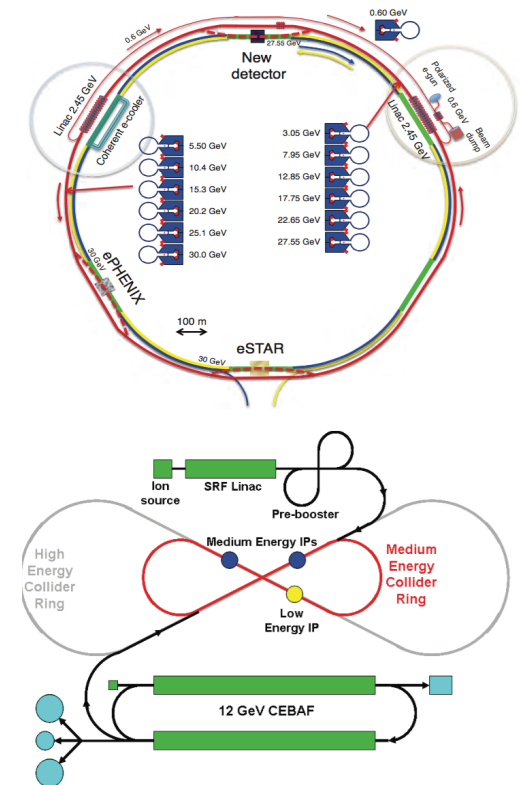 0.60 GeV
0.6 GeV
27.55 GeV
New
detector
Linac 2.45 GeV
Coherent e-cooler
Polarized
e-gun
0.6 GeV
Beam
dump
Linac 2.45 GeV
5.50 GeV
10.4 GeV
15.3 GeV
20.2 GeV
25.1 GeV
30.0 GeV
3.05 GeV
7.95 GeV
12.85 GeV
17.75 GeV
22.65 GeV
27.55 GeV
30 GeV
ePHENIX
100 m
eSTAR
30 GeV
Ion
source
SRF Linac
Pre-booster
Medium Energy IPs
High
Energy
Collider
Ring
Medium
Energy
Collider
Ring
Low
Energy IP
12 GeV CEBAF